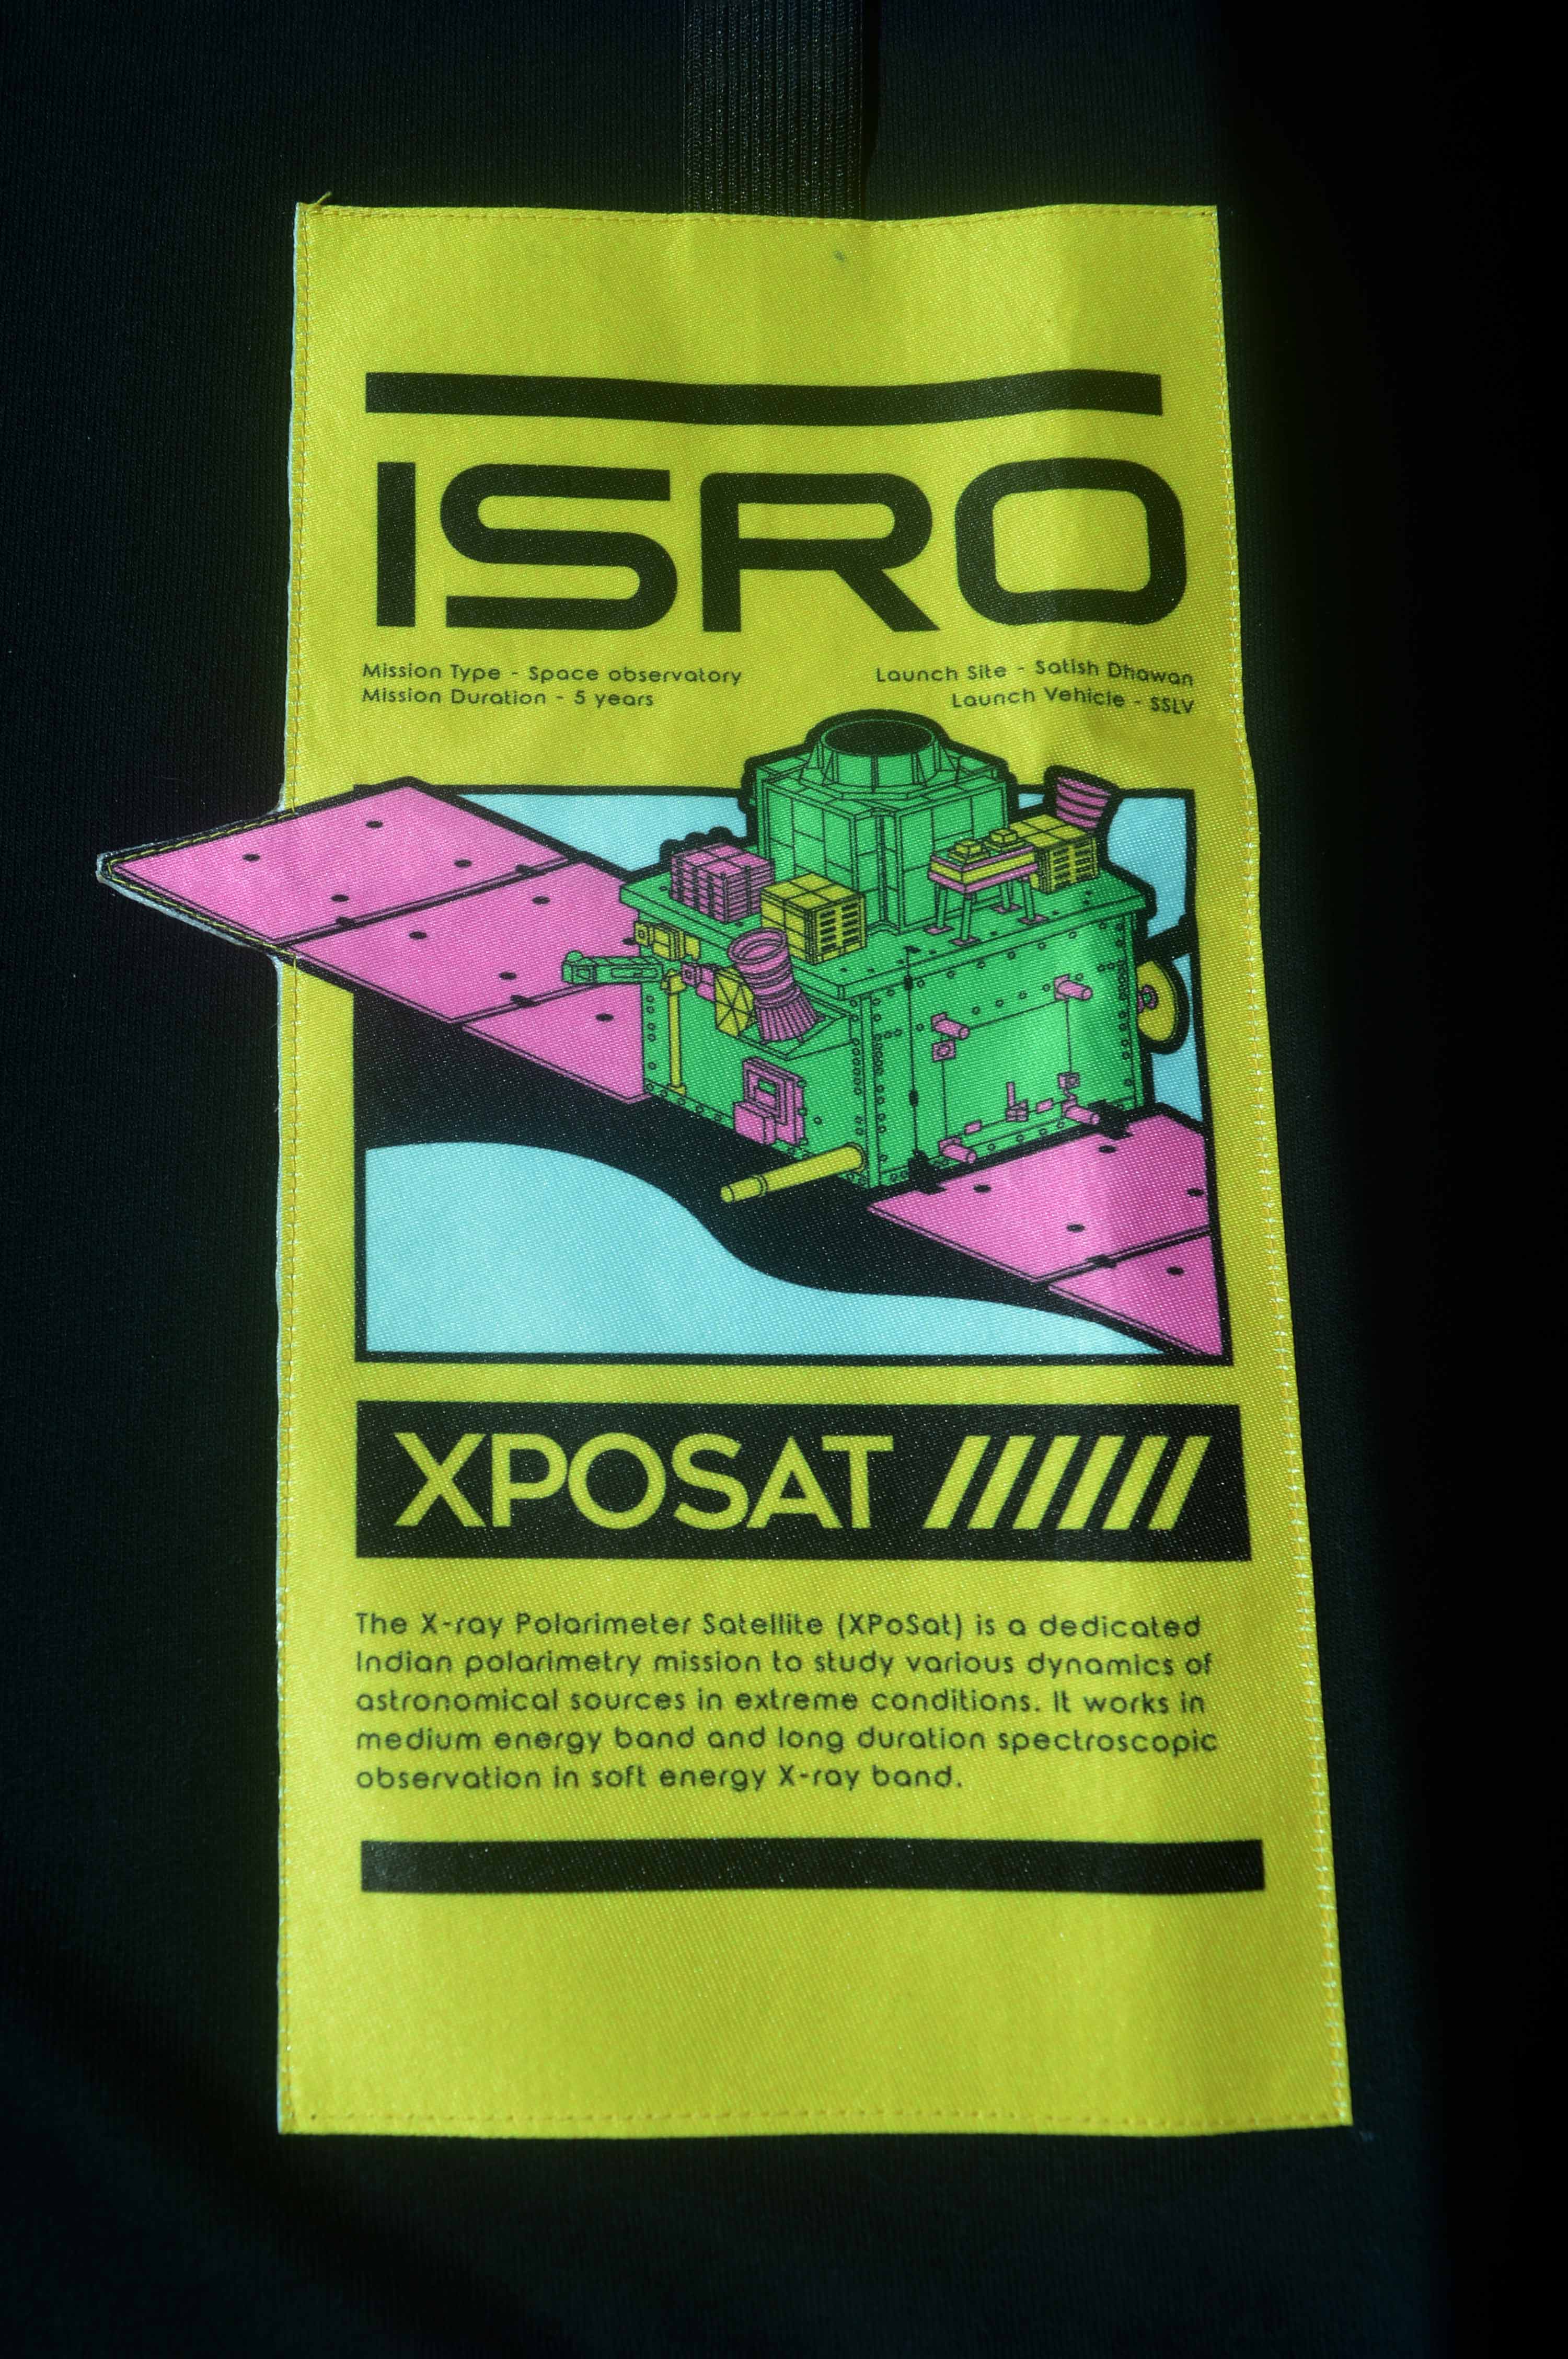 ISRO
Mission Type - Space observatory
Mission Duration - 5 years
Launch Site - Satish Dhawan
Launch Vehicle - SSLV
XPOSAT
The X-ray Polarimeter Satellite (XPoSat) is a dedicated
Indian polarimetry mission to study various dynamics of
astronomical sources in extreme conditions. It works in
medium energy band and long duration spectroscopic
observation in soft energy X-ray band.